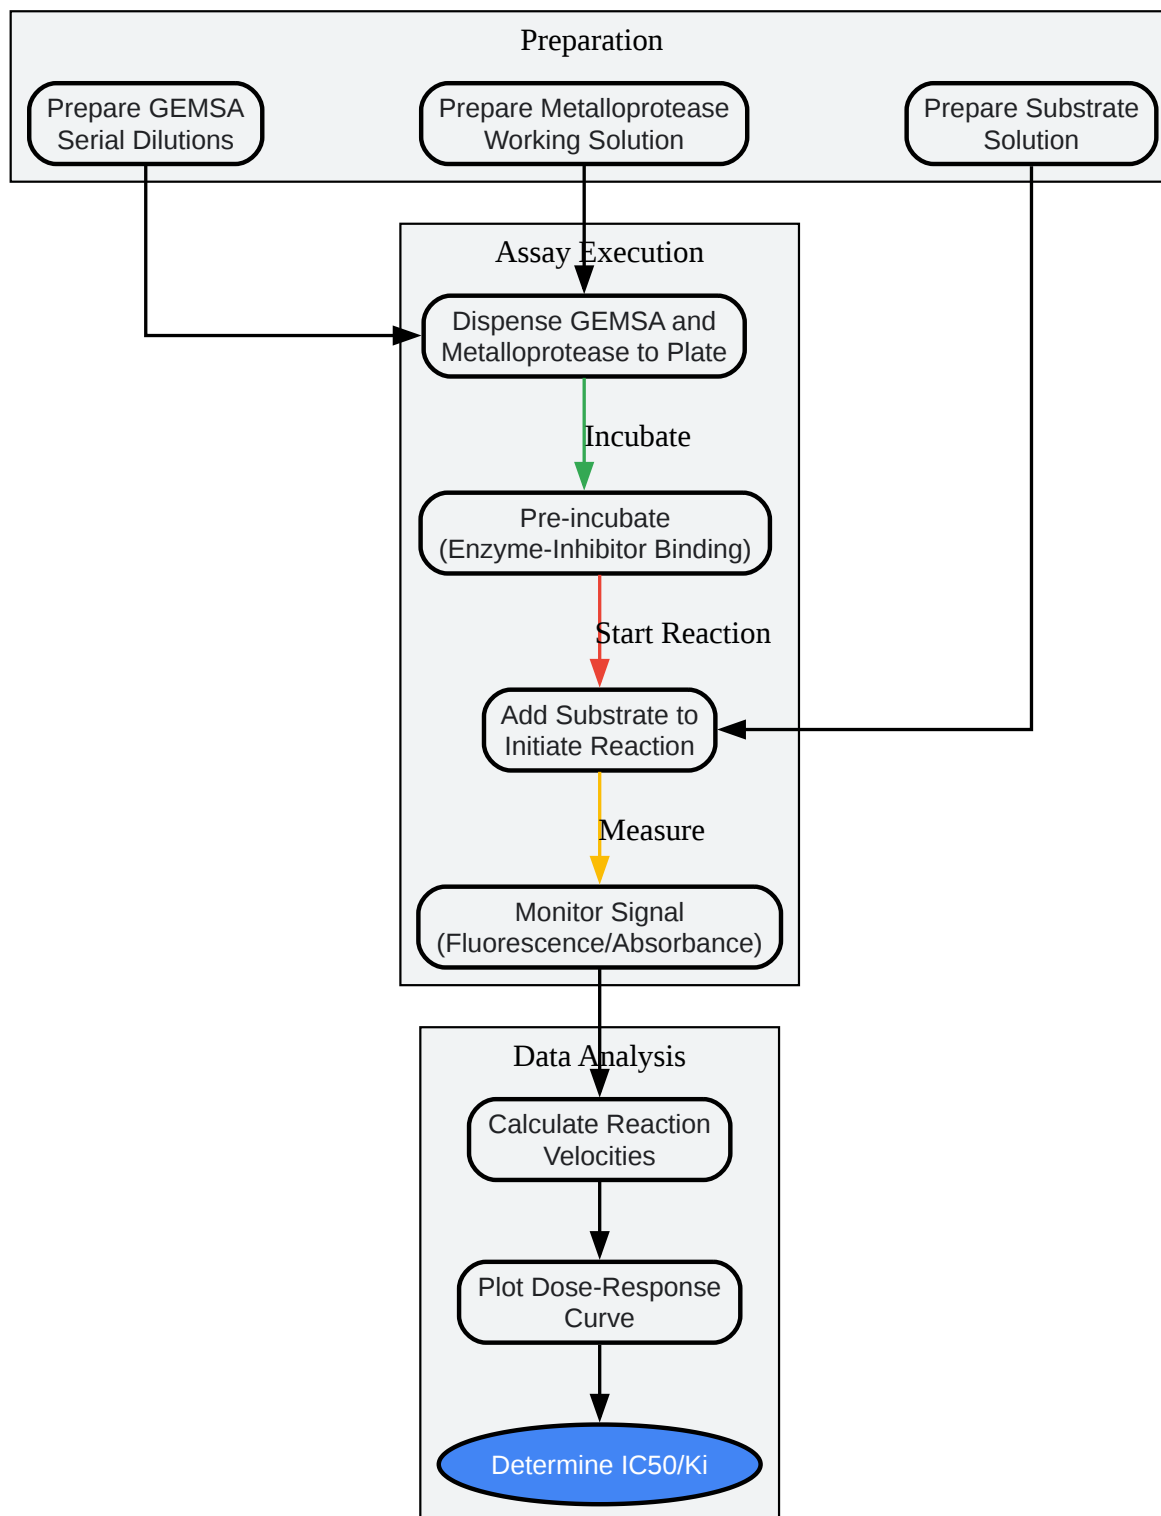 Preparation
Prepare GEMSA
Serial Dilutions
Prepare Metalloprotease
Working Solution
Prepare Substrate
Solution
Assay Execution
Dispense GEMSA and
Metalloprotease to Plate
Incubate
Pre-incubate
(Enzyme-Inhibitor Binding)
Start Reaction
Add Substrate to
Initiate Reaction
Measure
Monitor Signal
(Fluorescence/Absorbance)
Data Analysis
Calculate Reaction
Velocities
Plot Dose-Response
Curve
Determine IC50/Ki